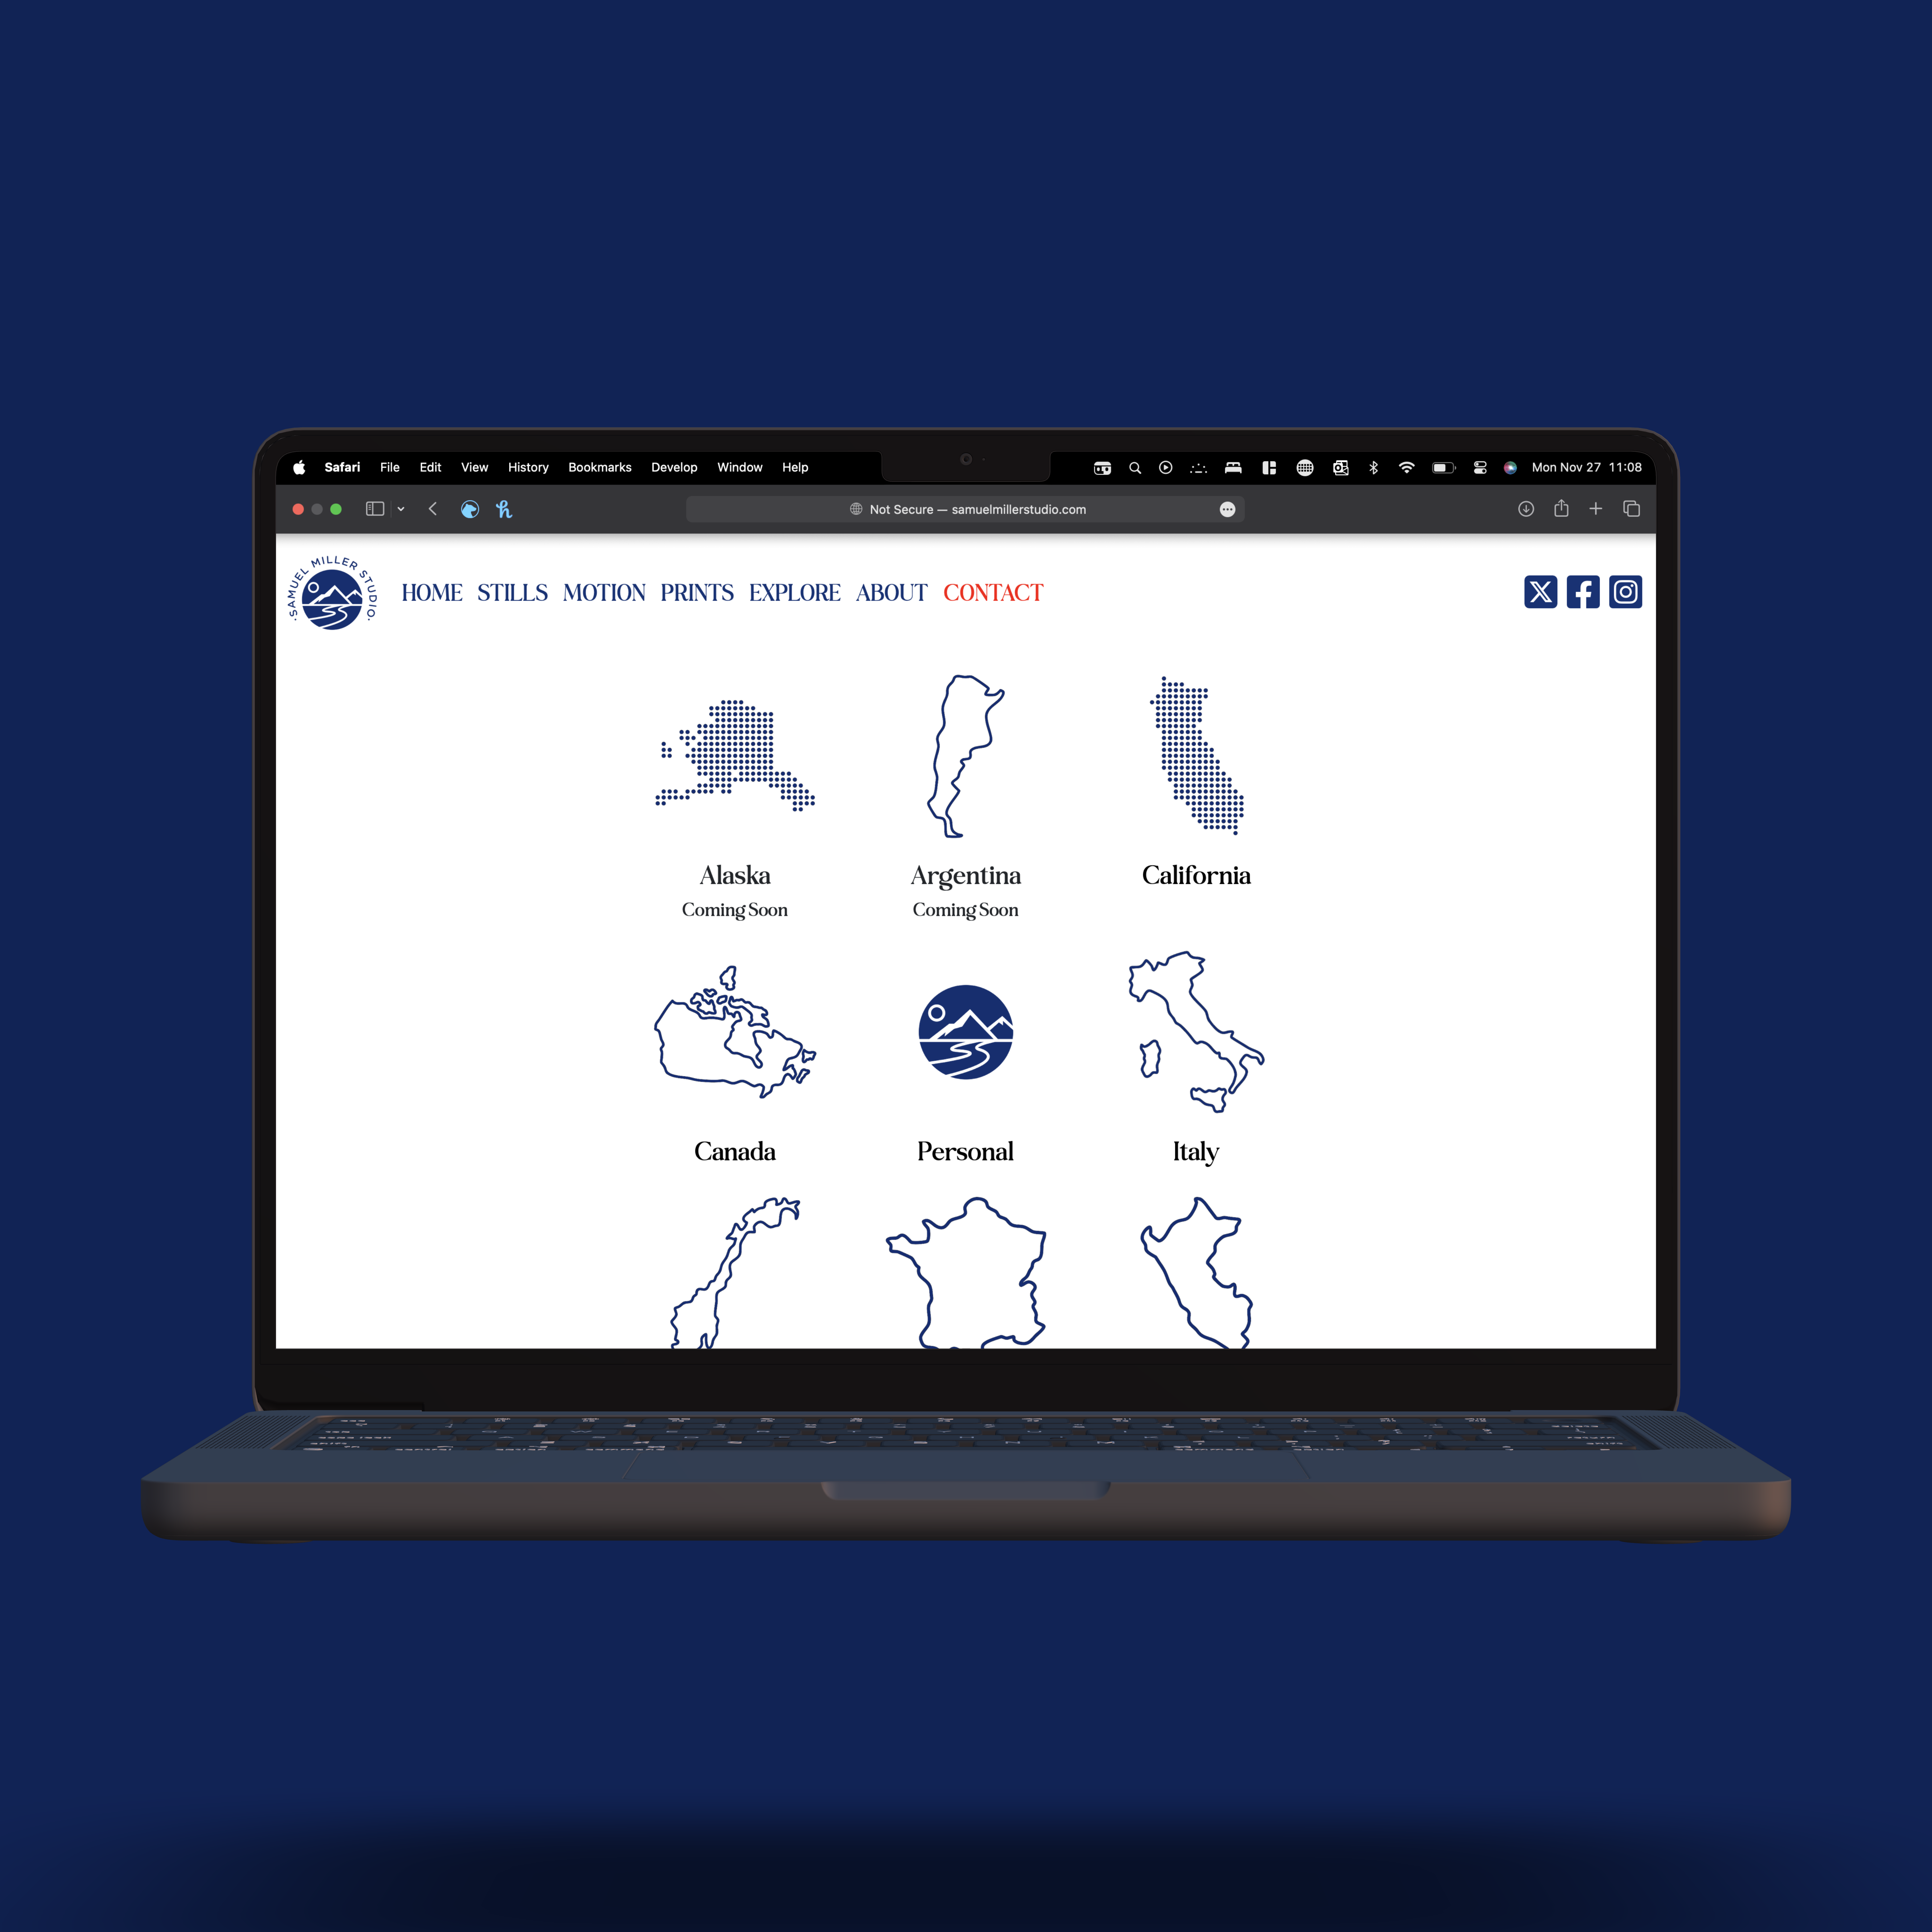 Safari File Edit View History Bookmarks Develop Window Help Mon Nov 27 11:08
Not Secure — samuelmillerstudio.com
·SAMUEL MILLER STUDIO·
HOME STILLS MOTION PRINTS EXPLORE ABOUT CONTACT
Alaska Argentina California
Coming Soon Coming Soon
Canada Personal Italy